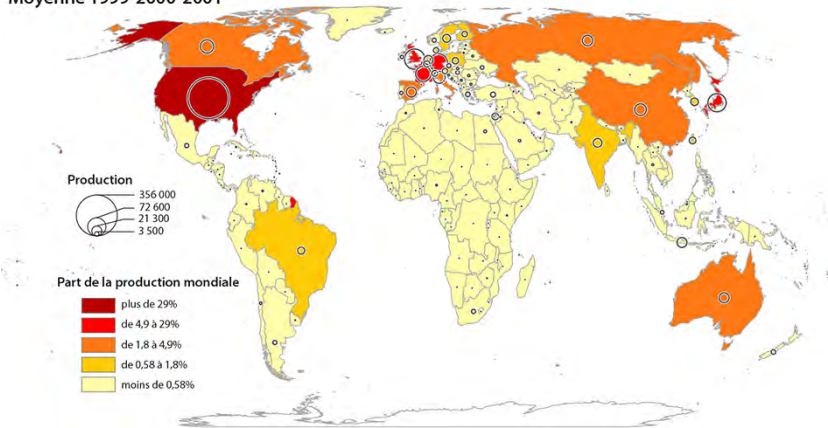 Moyenne 1999-2000-2001
Production
356 000
72 600
21 300
3 500
Part de la production mondiale
plus de 29%
de 4,9 à 29%
de 1,8 à 4,9%
de 0,58 à 1,8%
moins de 0,58%